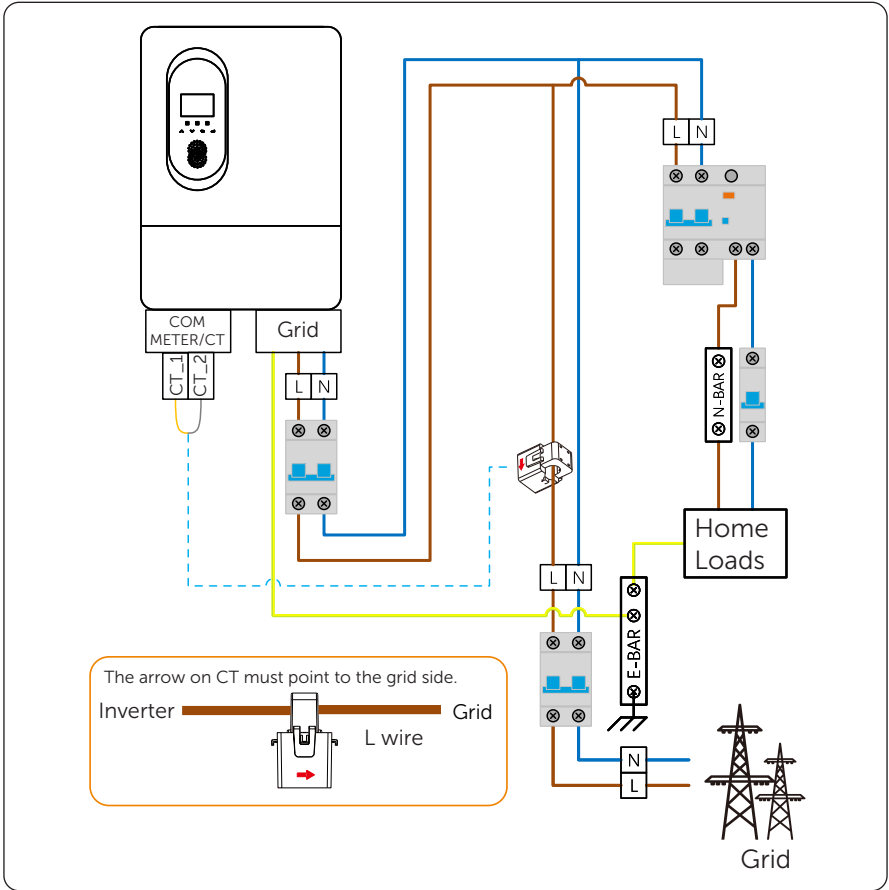 L N
COM
METER/CT
Grid
CT_1
CT_2
L N
N-BAR
Home
Loads
L N
E-BAR
The arrow on CT must point to the grid side.
Inverter
Grid
L wire
N
L
Grid